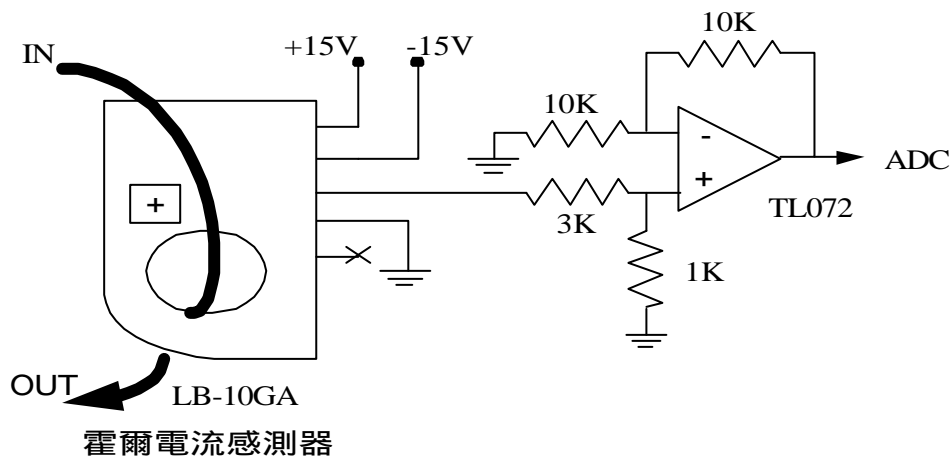 IN
+15V
-15V
10K
10K
-
+
ADC
TL072
3K
1K
+
OUT
LB-10GA
霍爾電流感測器